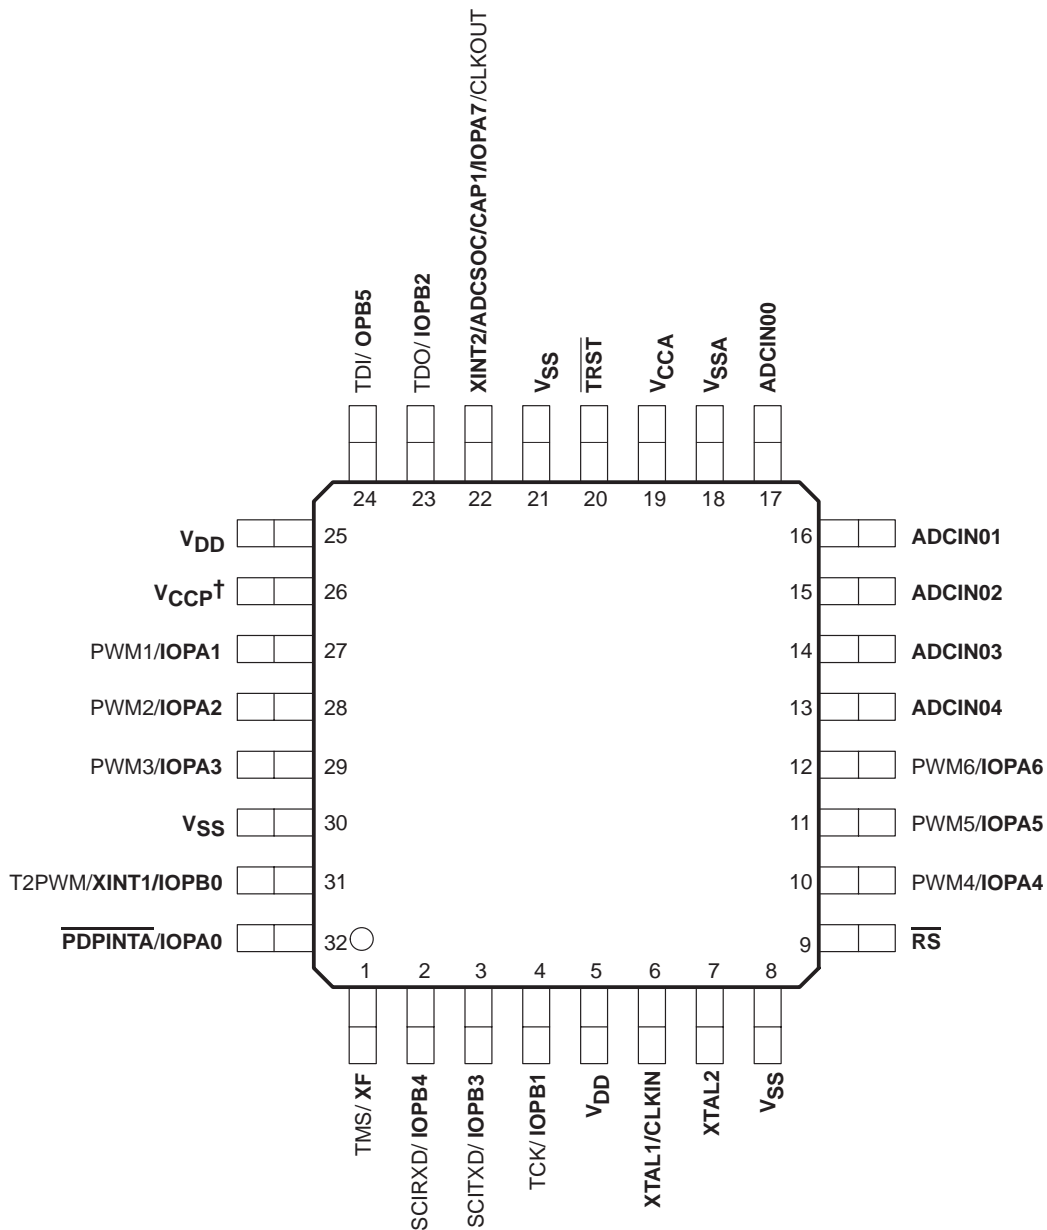 TDI/ OPB5
TDO/ IOPB2
XINT2/ADCSOC/CAP1/IOPA7/CLKOUT
VSS
TRST
VCCA
VSSA
ADCIN00
24 23 22 21 20 19 18 17
VDD 25
VCCP† 26
PWM1/IOPA1 27
PWM2/IOPA2 28
PWM3/IOPA3 29
VSS 30
T2PWM/XINT1/IOPB0 31
PDPINTA/IOPA0 32
16 ADCIN01
15 ADCIN02
14 ADCIN03
13 ADCIN04
12 PWM6/IOPA6
11 PWM5/IOPA5
10 PWM4/IOPA4
9 RS
1 2 3 4 5 6 7 8
TMS/ XF
SCIRXD/ IOPB4
SCITXD/ IOPB3
TCK/ IOPB1
VDD
XTAL1/CLKIN
XTAL2
VSS